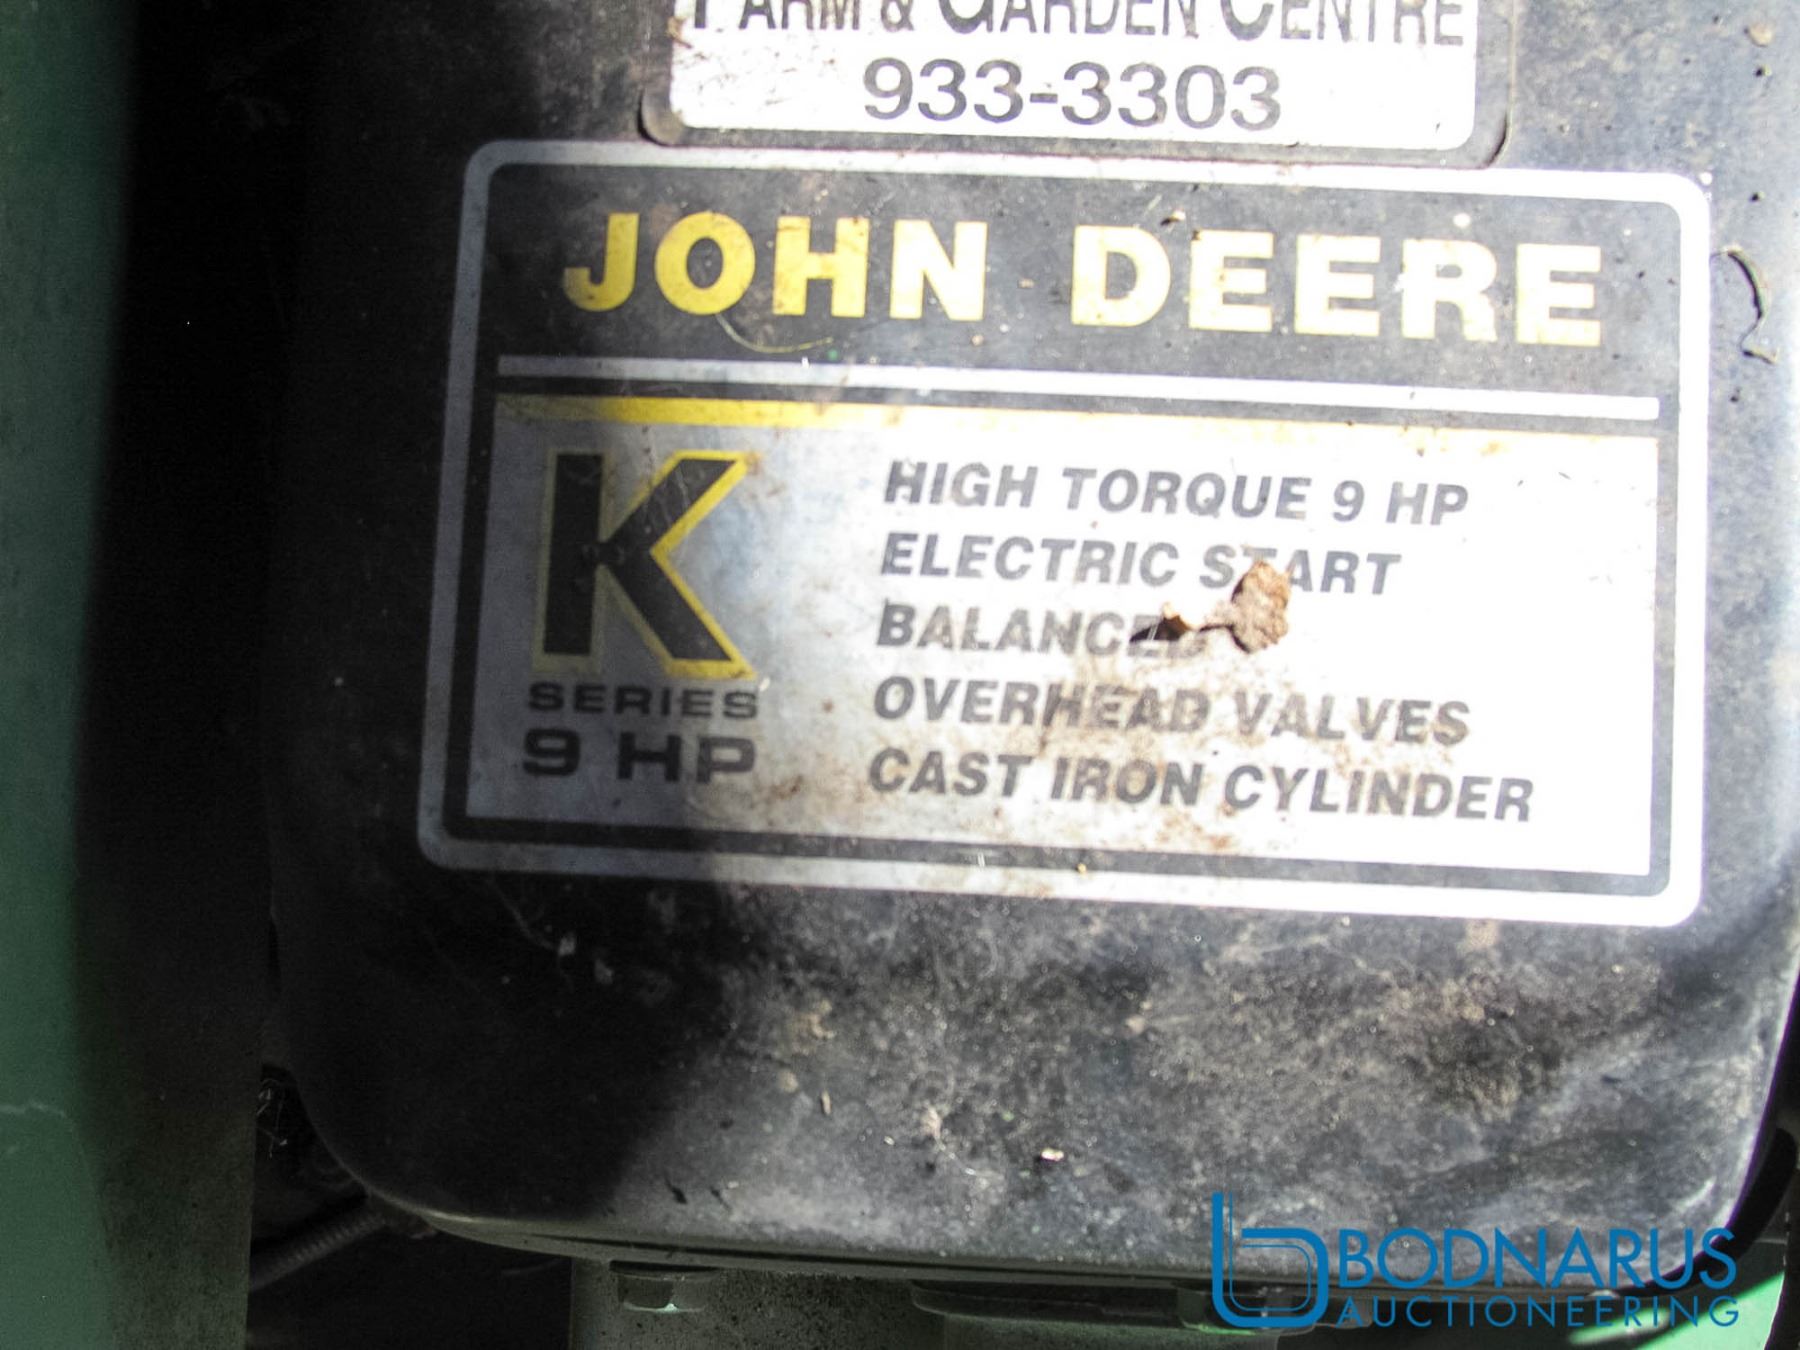 FARM & GARDEN CENTRE
933-3303
JOHN DEERE
K
SERIES
9 HP
HIGH TORQUE 9 HP
ELECTRIC START
BALANCED
OVERHEAD VALVES
CAST IRON CYLINDER
BODNARUS
AUCTIONEERING